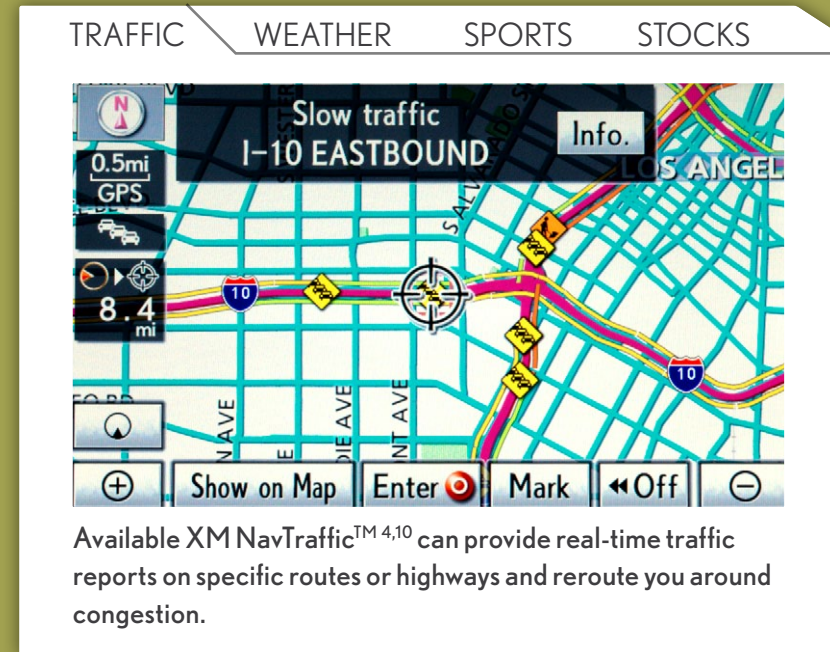 TRAFFIC WEATHER SPORTS STOCKS
N
Slow traffic
I-10 EASTBOUND
Info.
0.5mi
GPS
LOS ANGEL
S ALVARADO S
8.4
mi
10
10
N AVE
IE
DIE AVE
NT AVE
Show on Map Enter Mark Off
Available XM NavTraffic™ 4,10 can provide real-time traffic
reports on specific routes or highways and reroute you around
congestion.